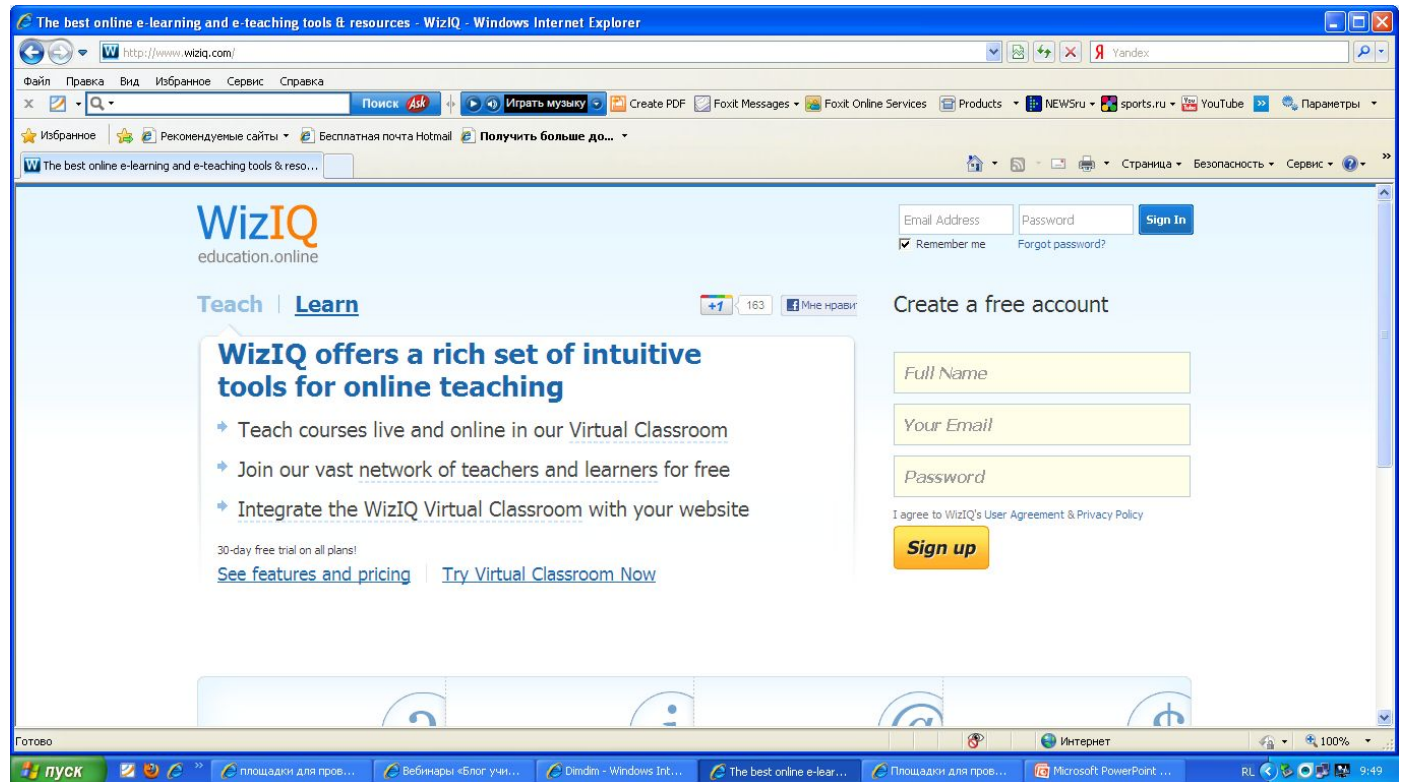 The best online e-learning and e-teaching tools & resources - WizIQ - Windows Internet Explorer
http://www.wiziq.com/ Yandex
Файл Правка Вид Избранное Сервис Справка
Поиск Ask Играть музыку Create PDF Foxit Messages Foxit Online Services Products NEWSru sports.ru YouTube Параметры
Избранное Рекомендуемые сайты Бесплатная почта Hotmail Получить больше до...
The best online e-learning and e-teaching tools & reso... Страница Безопасность Сервис
WizIQ
education.online
Email Address Password Sign In
Remember me Forgot password?
Teach Learn
+1 163 Мне нрави
WizIQ offers a rich set of intuitive
tools for online teaching
Teach courses live and online in our Virtual Classroom
Join our vast network of teachers and learners for free
Integrate the WizIQ Virtual Classroom with your website
30-day free trial on all plans!
See features and pricing Try Virtual Classroom Now
Create a free account
Full Name
Your Email
Password
I agree to WizIQ's User Agreement & Privacy Policy
Sign up
Готово Интернет 100%
пуск площадки для пров... Вебинары «Блог учи... Dimdim - Windows Int... The best online e-lear... Площадки для пров... Microsoft PowerPoint ... RL 9:49